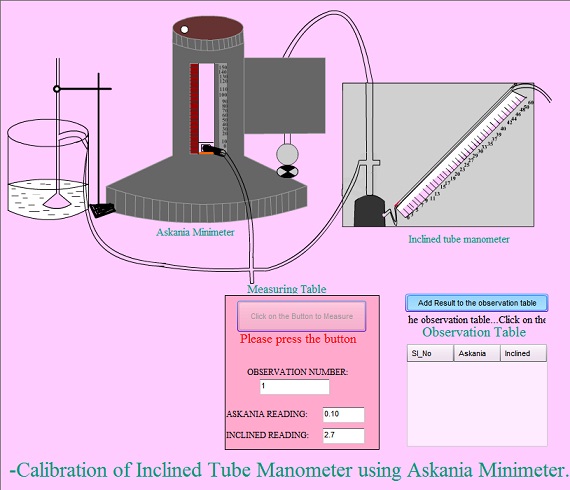 Askania Minimeter
Inclined tube manometer
Measuring Table
Click on the Button to Measure
Please press the button
OBSERVATION NUMBER:
1
ASKANIA READING:
0.10
INCLINED READING:
2.7
Add Result to the observation table
he observation table...Click on the
Observation Table
Sl_No Askania Inclined
-Calibration of Inclined Tube Manometer using Askania Minimeter.